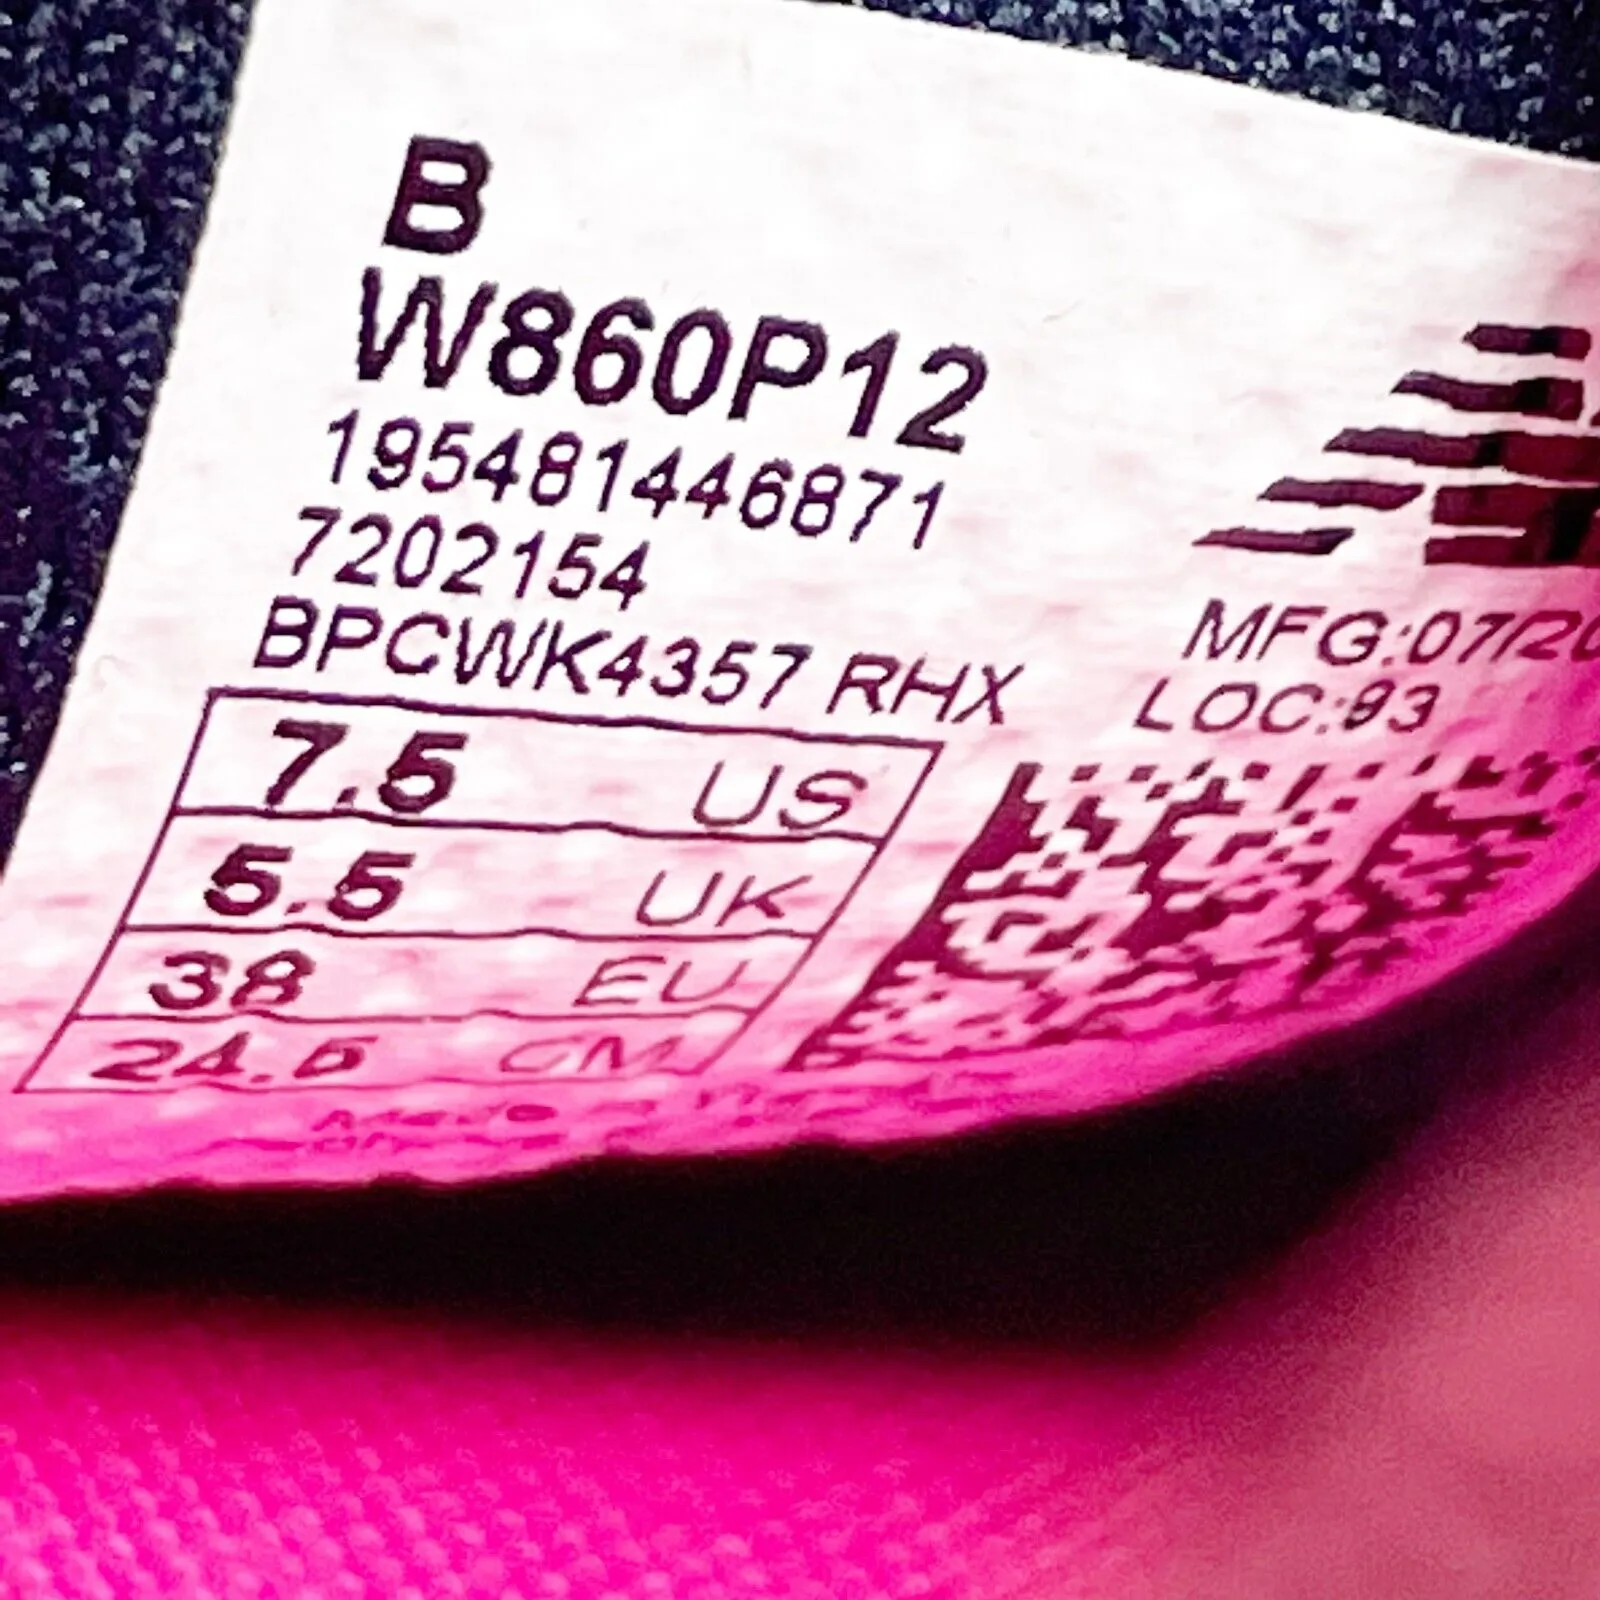 B
W860P12
195481446871
7202154
BPCWK4357 RHX
MFG:07/20
LOC:93
7.5 US
5.5 UK
38 EU
24.5 CM